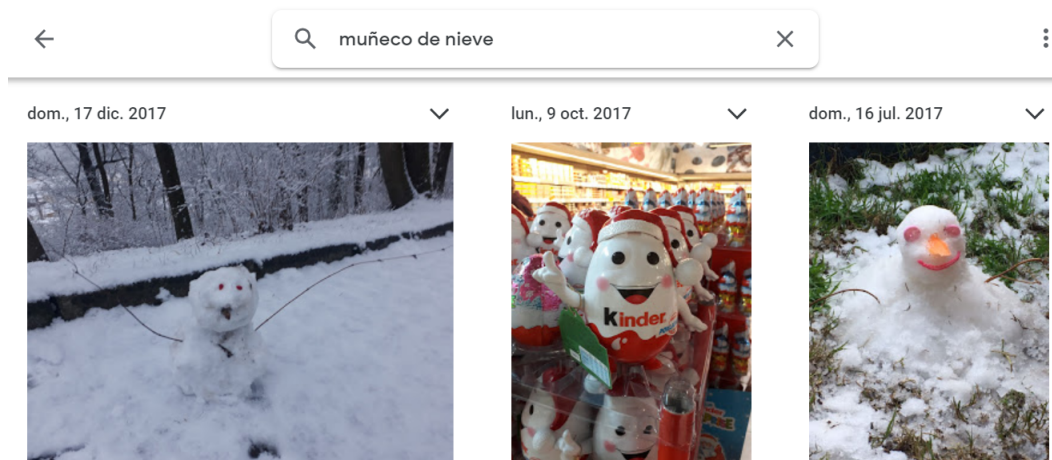 muñeco de nieve
dom., 17 dic. 2017
lun., 9 oct. 2017
dom., 16 jul. 2017
kinder